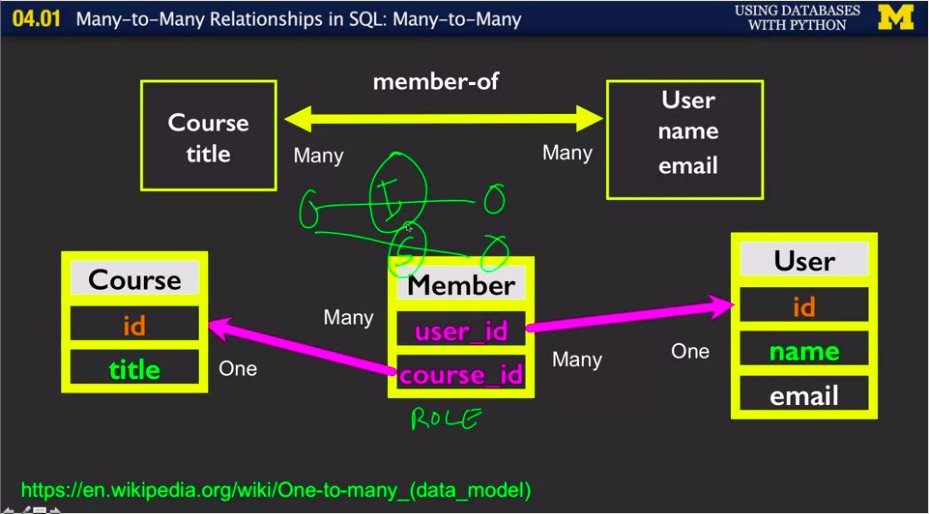 04.01 Many-to-Many Relationships in SQL: Many-to-Many
USING DATABASES
WITH PYTHON
M
member-of
Course
title
User
name
email
Many
Many
I
S
Course
id
title
Many
One
Member
user_id
course_id
ROLE
Many
One
User
id
name
email
https://en.wikipedia.org/wiki/One-to-many_(data_model)